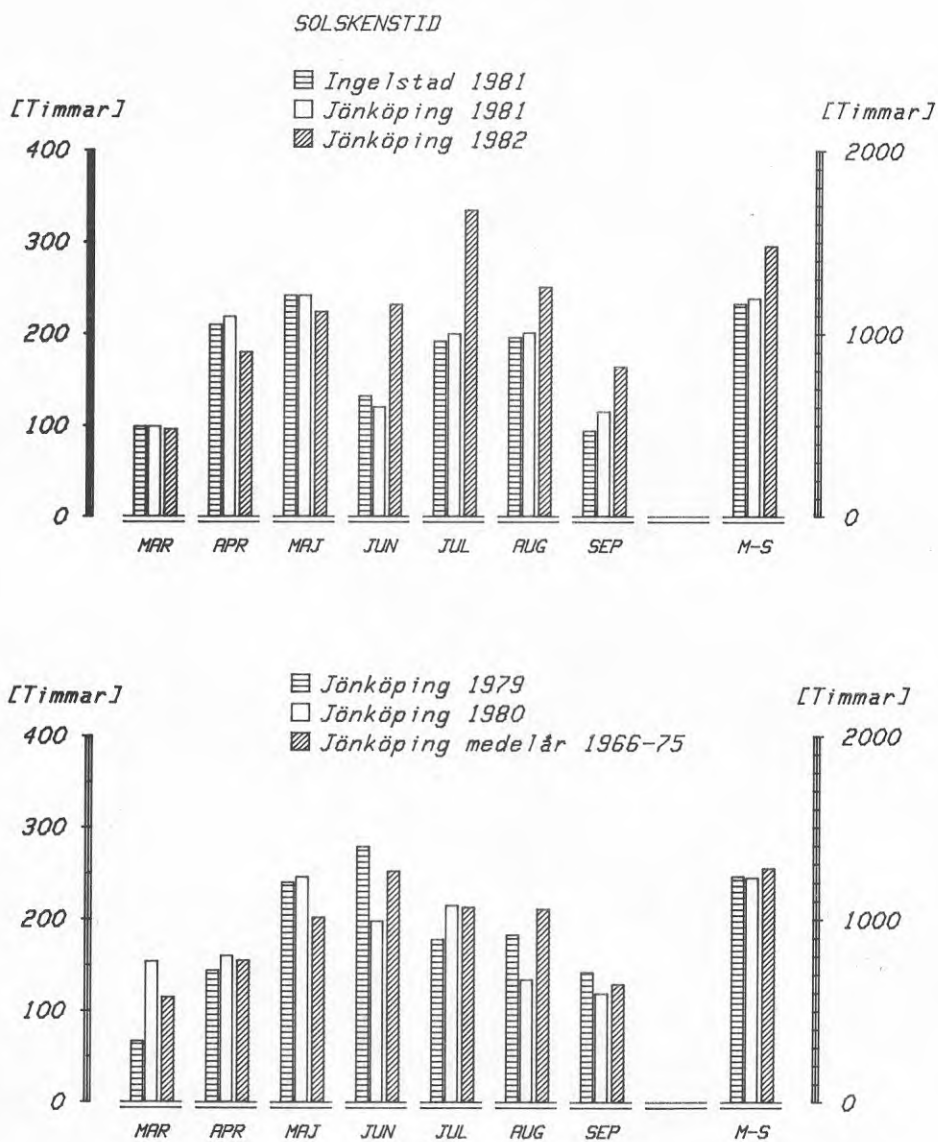 SOLSKENSTID
Ingelstad 1981
Jönköping 1981
Jönköping 1982
[Timmar]
[Timmar]
400
300
200
100
0
2000
1000
0
MAR APR MAJ JUN JUL AUG SEP M-S
Jönköping 1979
Jönköping 1980
Jönköping medelår 1966-75
[Timmar]
[Timmar]
400
300
200
100
0
2000
1000
0
MAR APR MAJ JUN JUL AUG SEP M-S